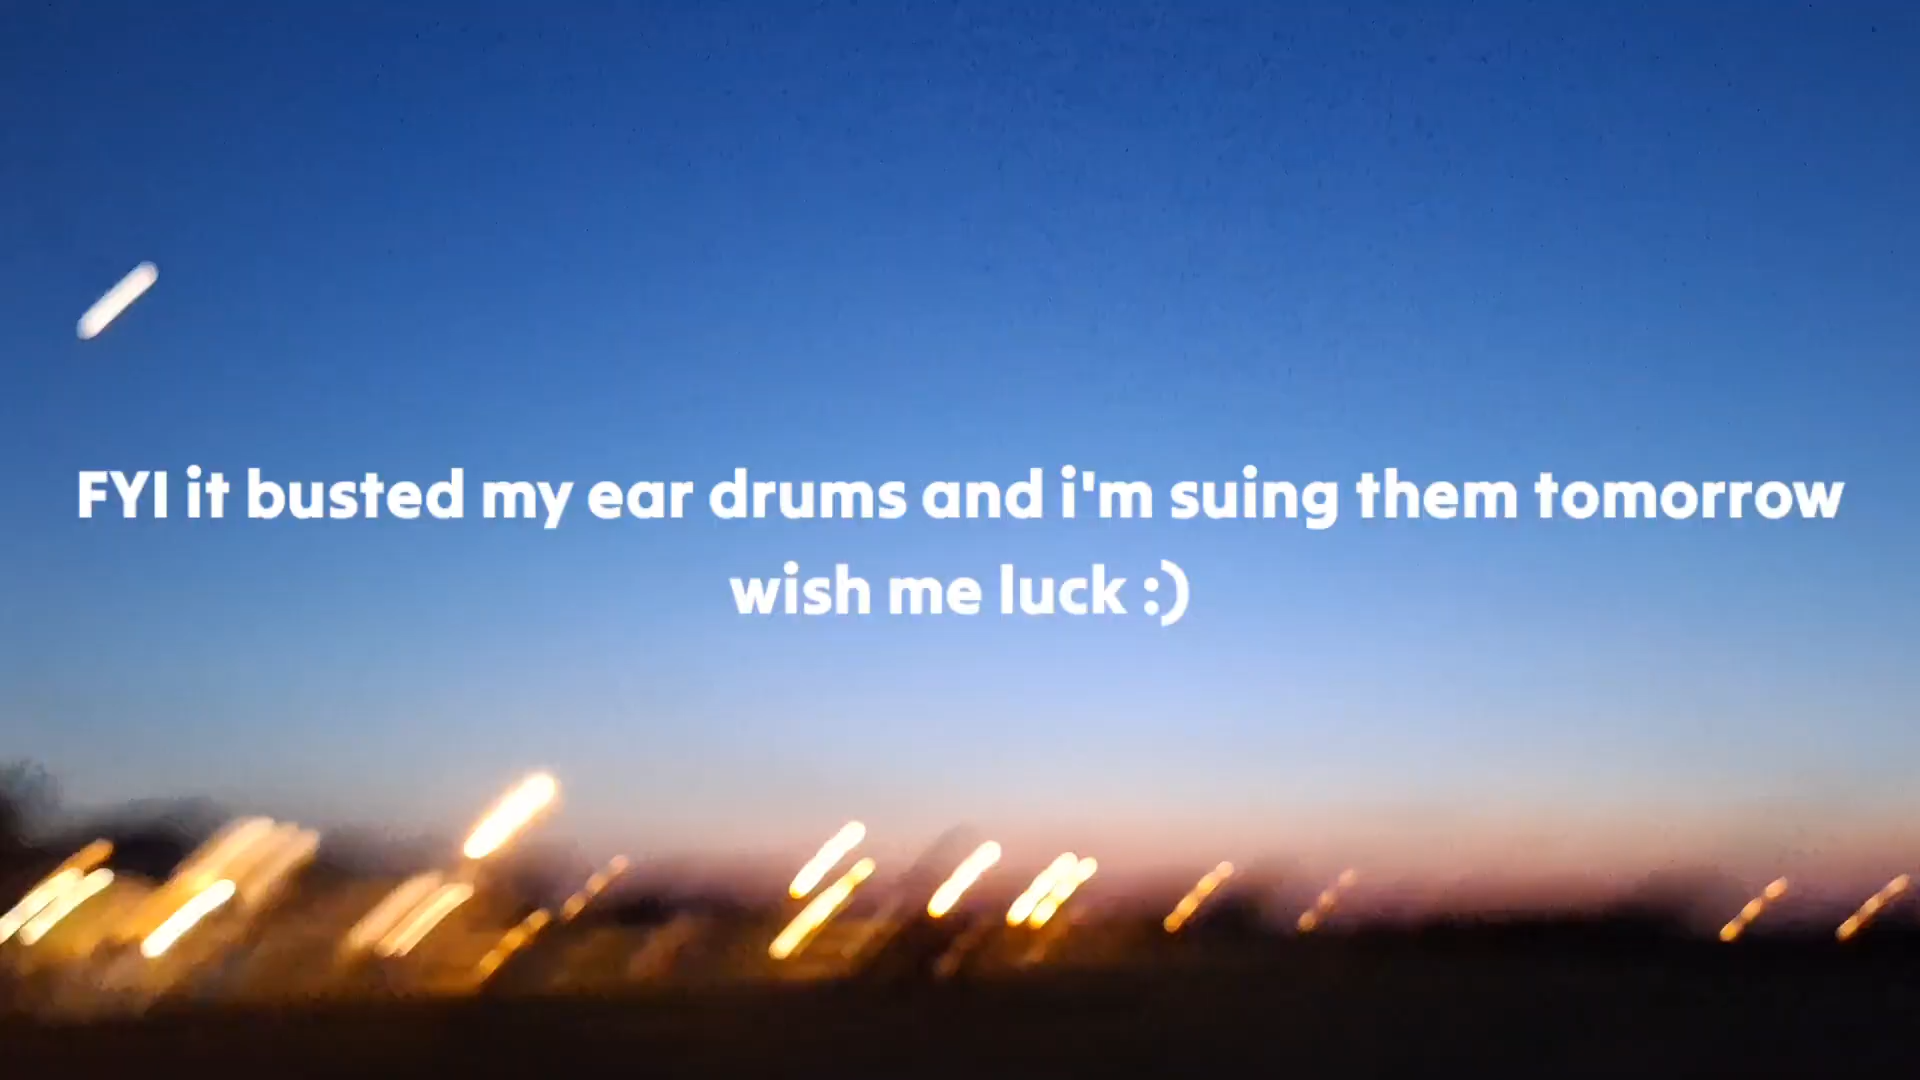 FYI it busted my ear drums and i'm suing them tomorrow
wish me luck :)